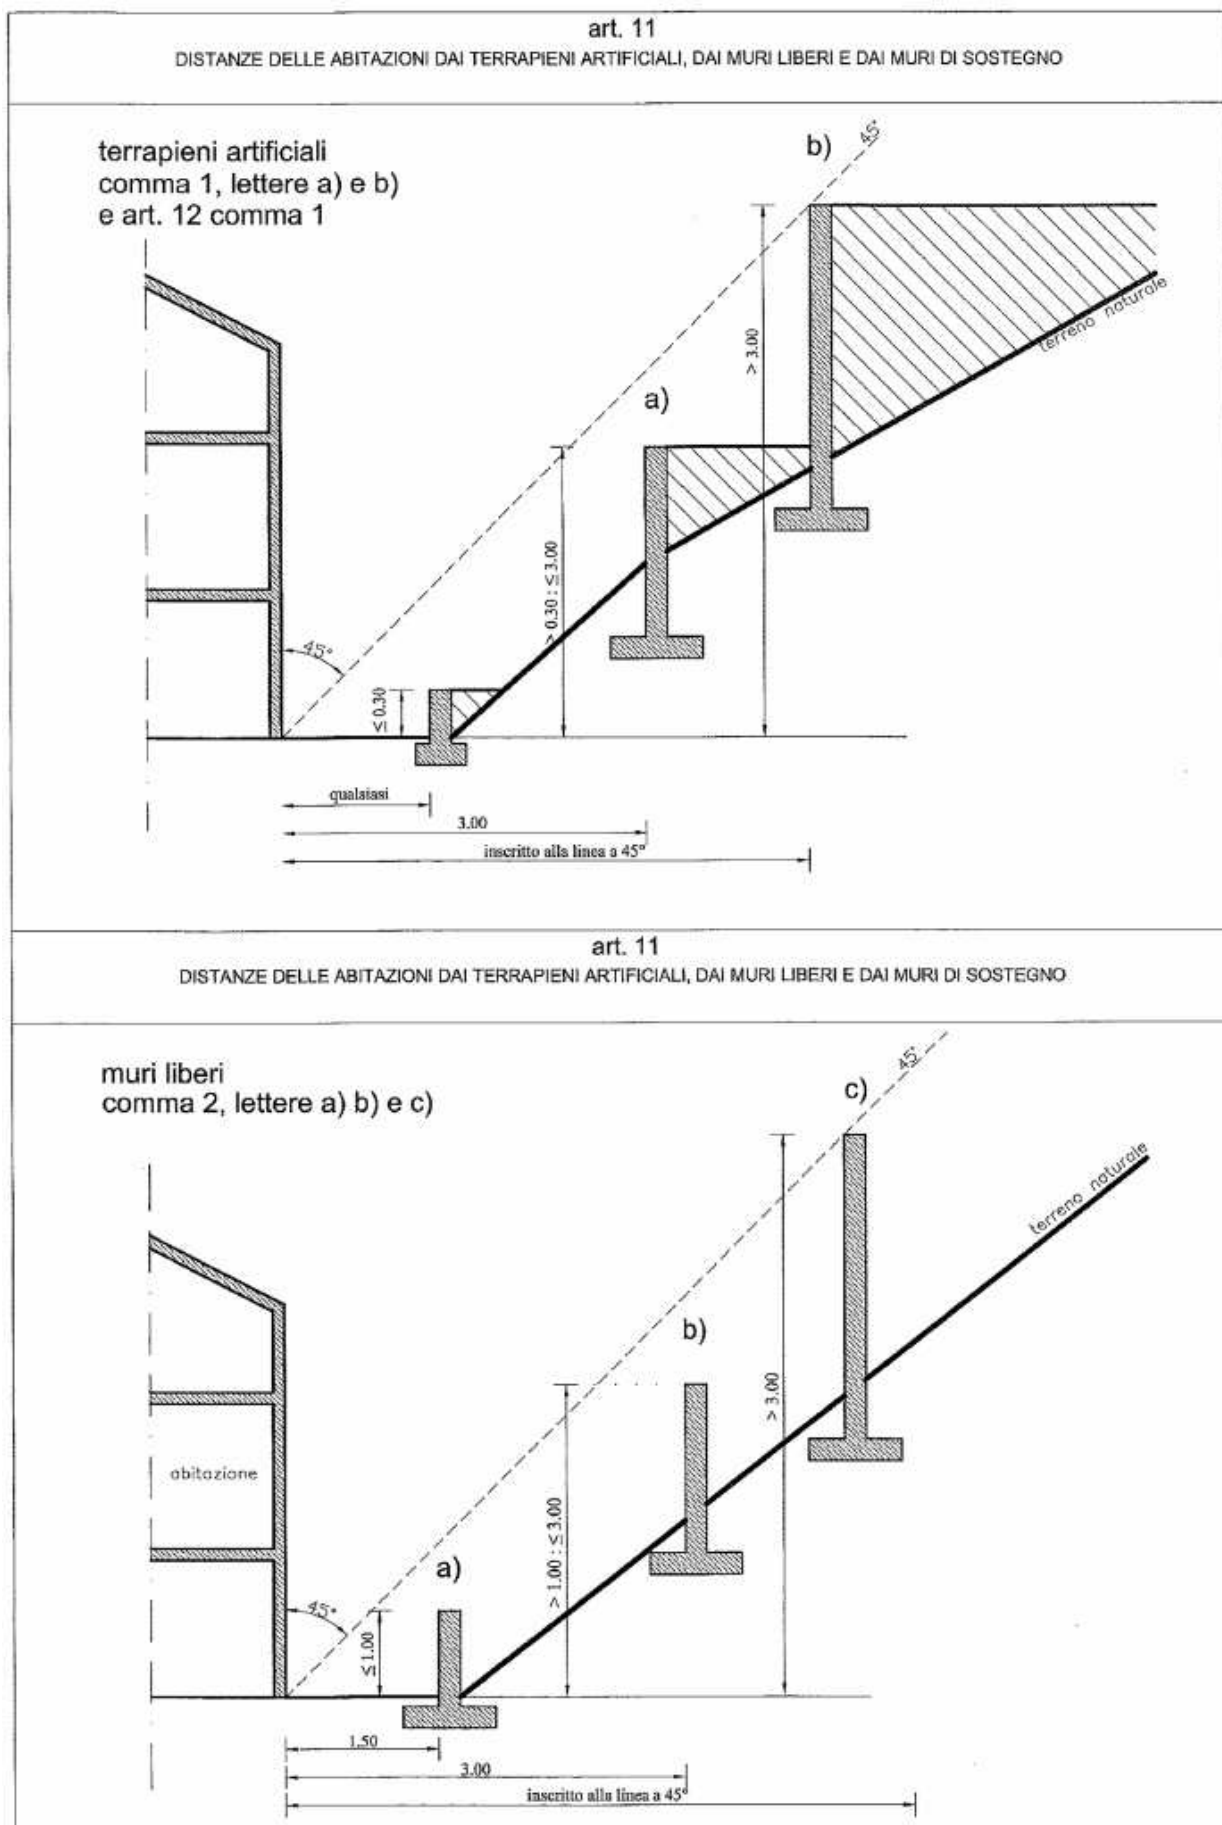 art. 11
DISTANZE DELLE ABITAZIONI DAI TERRAPIENI ARTIFICIALI, DAI MURI LIBERI E DAI MURI DI SOSTEGNO
terrapieni artificiali
comma 1, lettere a) e b)
e art. 12 comma 1
b)
45°
> 3.00
terreno naturale
a)
> 0.30 : ≤ 3.00
45°
≤ 0.30
qualsiasi
3.00
inscritto alla linea a 45°
art. 11
DISTANZE DELLE ABITAZIONI DAI TERRAPIENI ARTIFICIALI, DAI MURI LIBERI E DAI MURI DI SOSTEGNO
muri liberi
comma 2, lettere a) b) e c)
45°
c)
terreno naturale
b)
> 3.00
abitazione
> 1.00 : ≤ 3.00
a)
45°
≤ 1.00
1.50
3.00
inscritto alla linea a 45°